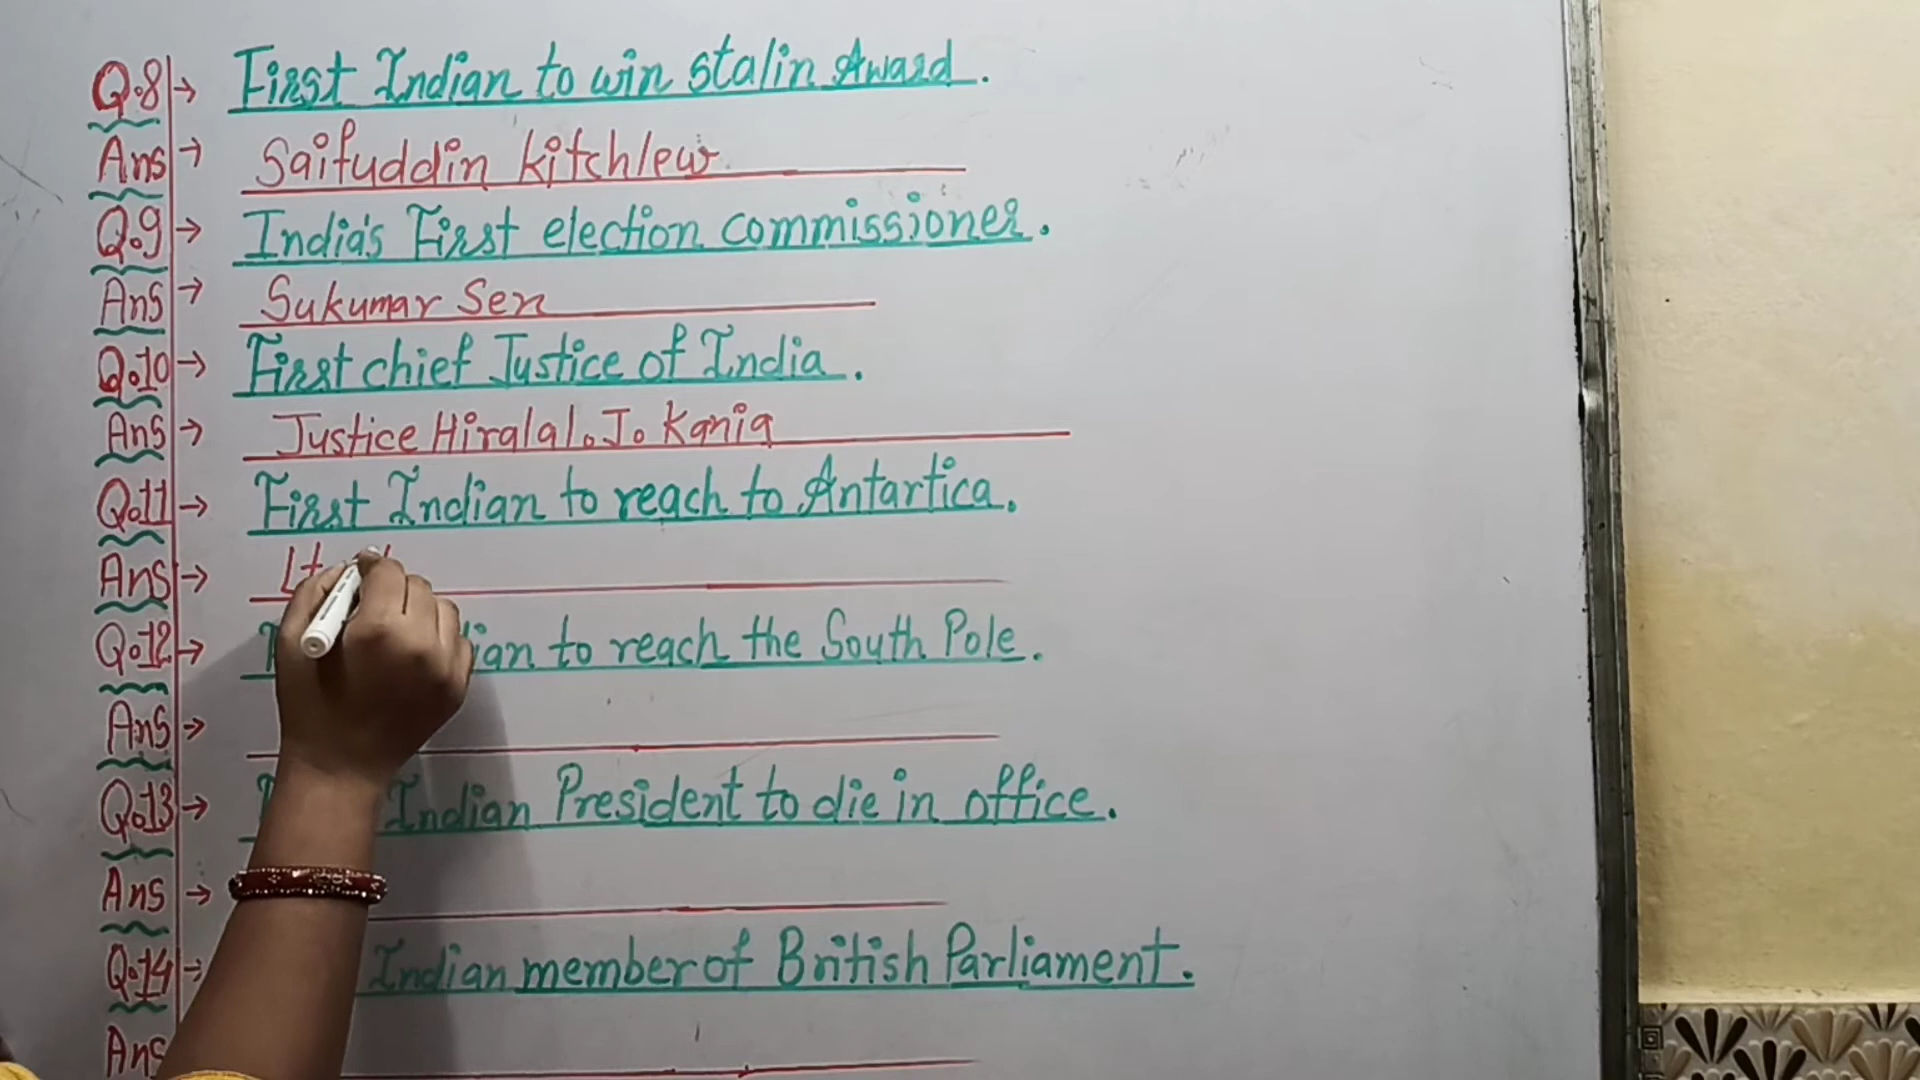 Q.8 → First Indian to win stalin Award.
Ans → Saifuddin kitchlew
Q.9 → India's First election commissioner.
Ans → Sukumar Sen
Q.10 → First chief Justice of India.
Ans → Justice Hiralal. J. Kania
Q.11 → First Indian to reach to Antartica.
Ans → Lt
Q.12 → to reach the South Pole.
Ans →
Q.13 → Indian President to die in office.
Ans →
Q.14 → Indian member of British Parliament.
Ans